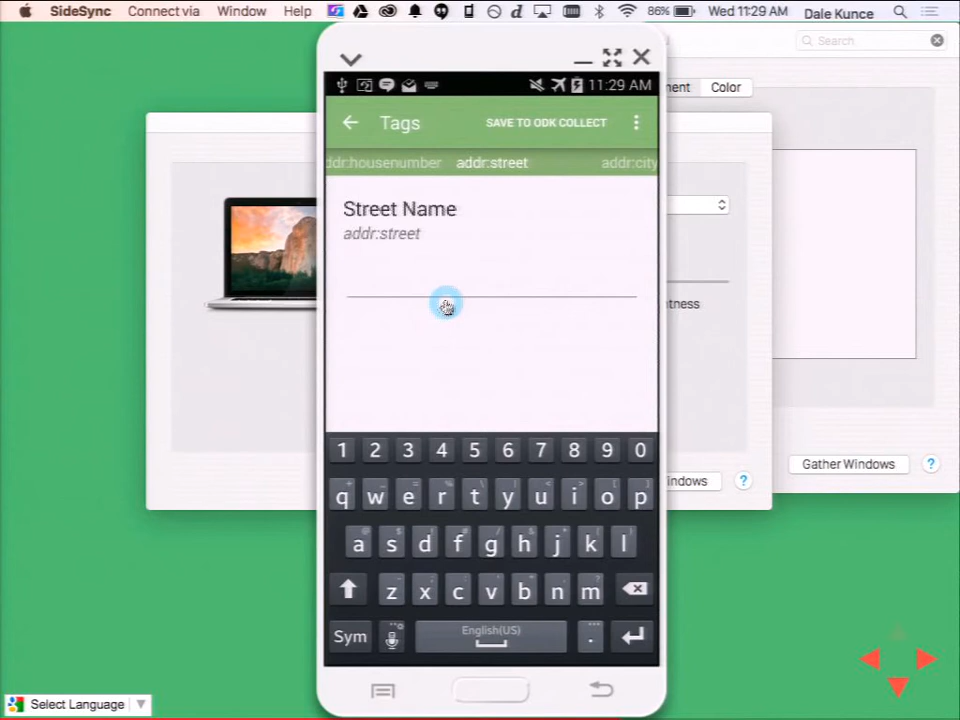 SideSync Connect via Window Help 86% Wed 11:29 AM Dale Kunce
Search
11:29 AM
Tags SAVE TO ODK COLLECT
ment Color
ddr:housenumber addr:street addr:city
Street Name
addr:street
ntness
1 2 3 4 5 6 7 8 9 0
Gather Windows ?
indows ?
q w e r t y u i o p
a s d f g h j k l
z x c v b n m
Sym English(US) .
Select Language